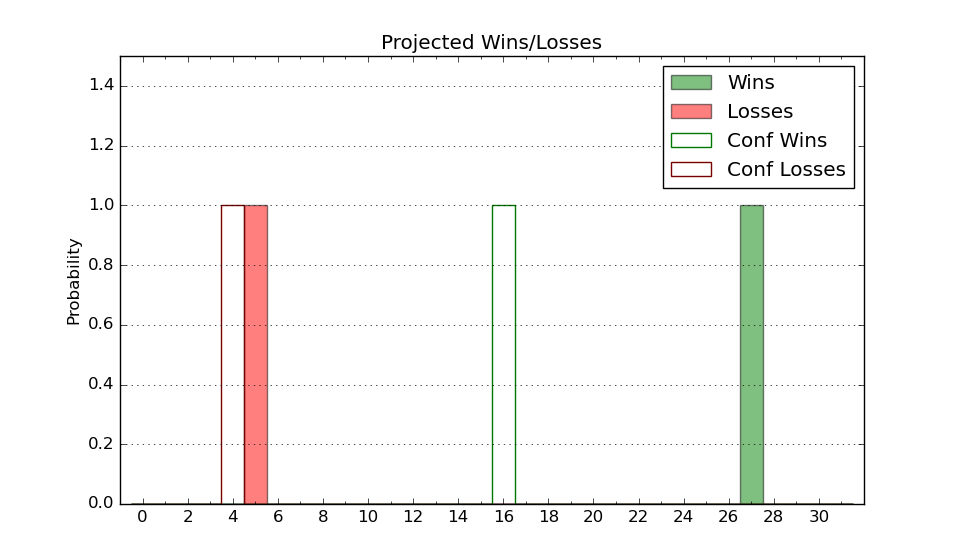 Projected Wins/Losses
1.4
1.2
1.0
0.8
0.6
0.4
0.2
0.0
Probability
Wins
Losses
Conf Wins
Conf Losses
0 2 4 6 8 10 12 14 16 18 20 22 24 26 28 30